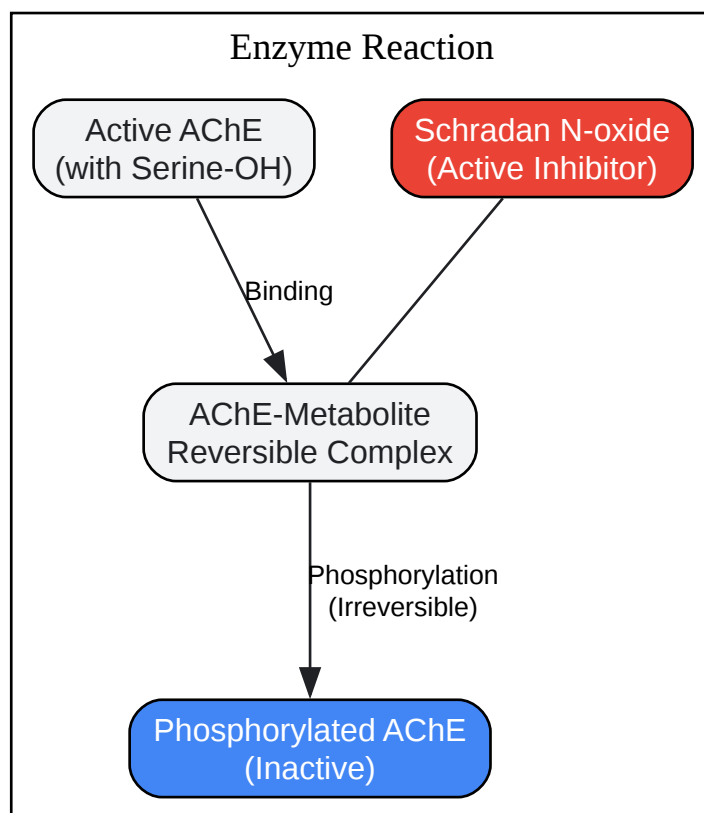 Enzyme Reaction
Active AChE
(with Serine-OH)
Schradan N-oxide
(Active Inhibitor)
Binding
AChE-Metabolite
Reversible Complex
Phosphorylation
(Irreversible)
Phosphorylated AChE
(Inactive)